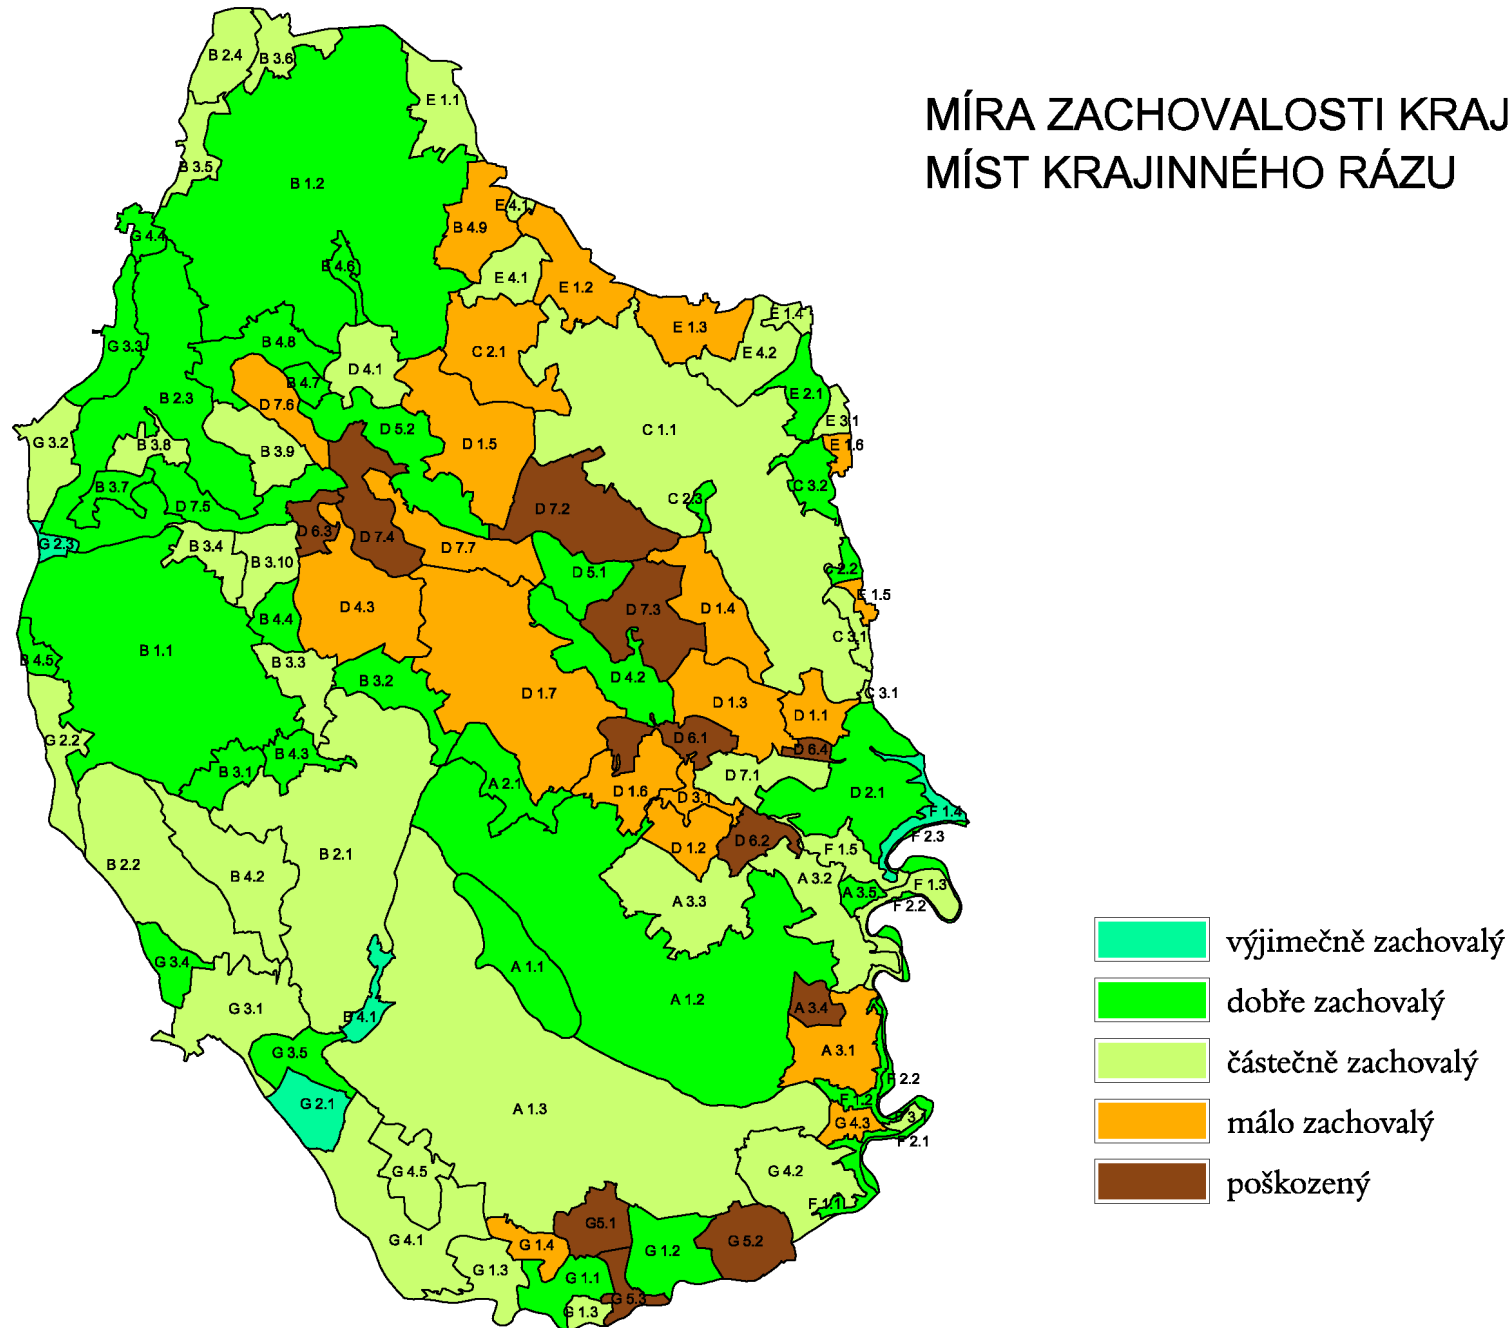 MÍRA ZACHOVALOSTI KRAJ
MÍST KRAJINNÉHO RÁZU
B 2.4
B 3.6
E 1.1
B 3.5
B 1.2
E 4.1
B 4.9
G 4.4
B 4.6
E 4.1
E 1.2
E 1.4
E 1.3
G 3.3
B 4.8
C 2.1
E 4.2
D 4.1
B 4.7
B 2.3
E 2.1
D 7.6
E 3.1
D 5.2
C 1.1
G 3.2
B 3.8
D 1.5
E 1.6
B 3.9
B 3.7
C 3.2
C 2.3
D 7.5
D 7.2
D 6.3
D 7.4
G 2.3
B 3.4
D 7.7
B 3.10
C 2.2
D 5.1
E 1.5
D 4.3
D 7.3
D 1.4
B 4.4
C 3.1
B 1.1
B 4.5
B 3.3
B 3.2
D 4.2
D 1.7
C 3.1
D 1.3
D 1.1
G 2.2
D 6.1
D 6.4
B 4.3
B 3.1
D 7.1
A 2.1
D 1.6
D 3.1
D 2.1
F 1.4
F 2.3
D 6.2
D 1.2
F 1.5
B 2.1
B 2.2
B 4.2
A 3.2
F 1.3
A 3.5
A 3.3
F 2.2
G 3.4
A 1.1
A 1.2
G 3.1
A 3.4
B 4.1
A 3.1
G 3.5
F 2.2
G 2.1
F 1.2
A 1.3
G 4.3
F 2.1
G 4.5
G 4.2
F 1.1
G5.1
G 4.1
G 1.4
G 1.2
G 5.2
G 1.3
G 1.1
G 5.3
G 1.3
výjimečně zachovalý
dobře zachovalý
částečně zachovalý
málo zachovalý
poškozený